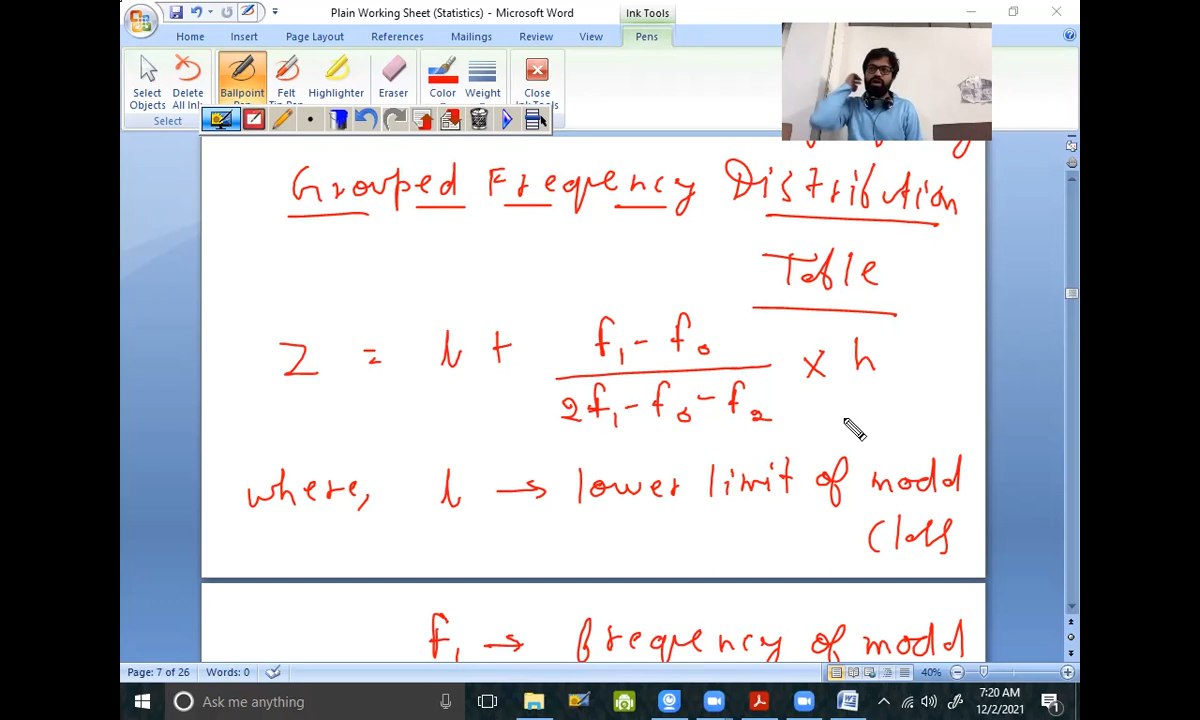 Plain Working Sheet (Statistics) - Microsoft Word
Ink Tools
Home Insert Page Layout References Mailings Review View Pens
Select Objects
Delete All Ink
Ballpoint
Felt
Highlighter
Eraser
Color
Weight
Close
Select
Grouped Frequency Distribution
Table
Z = l + f₁ - f₀ / 2f₁ - f₀ - f₂ × h
where, l → lower limit of modal
class
f₁ → frequency of modal
Page: 7 of 26 Words: 0 40%
Ask me anything
7:20 AM
12/2/2021
1